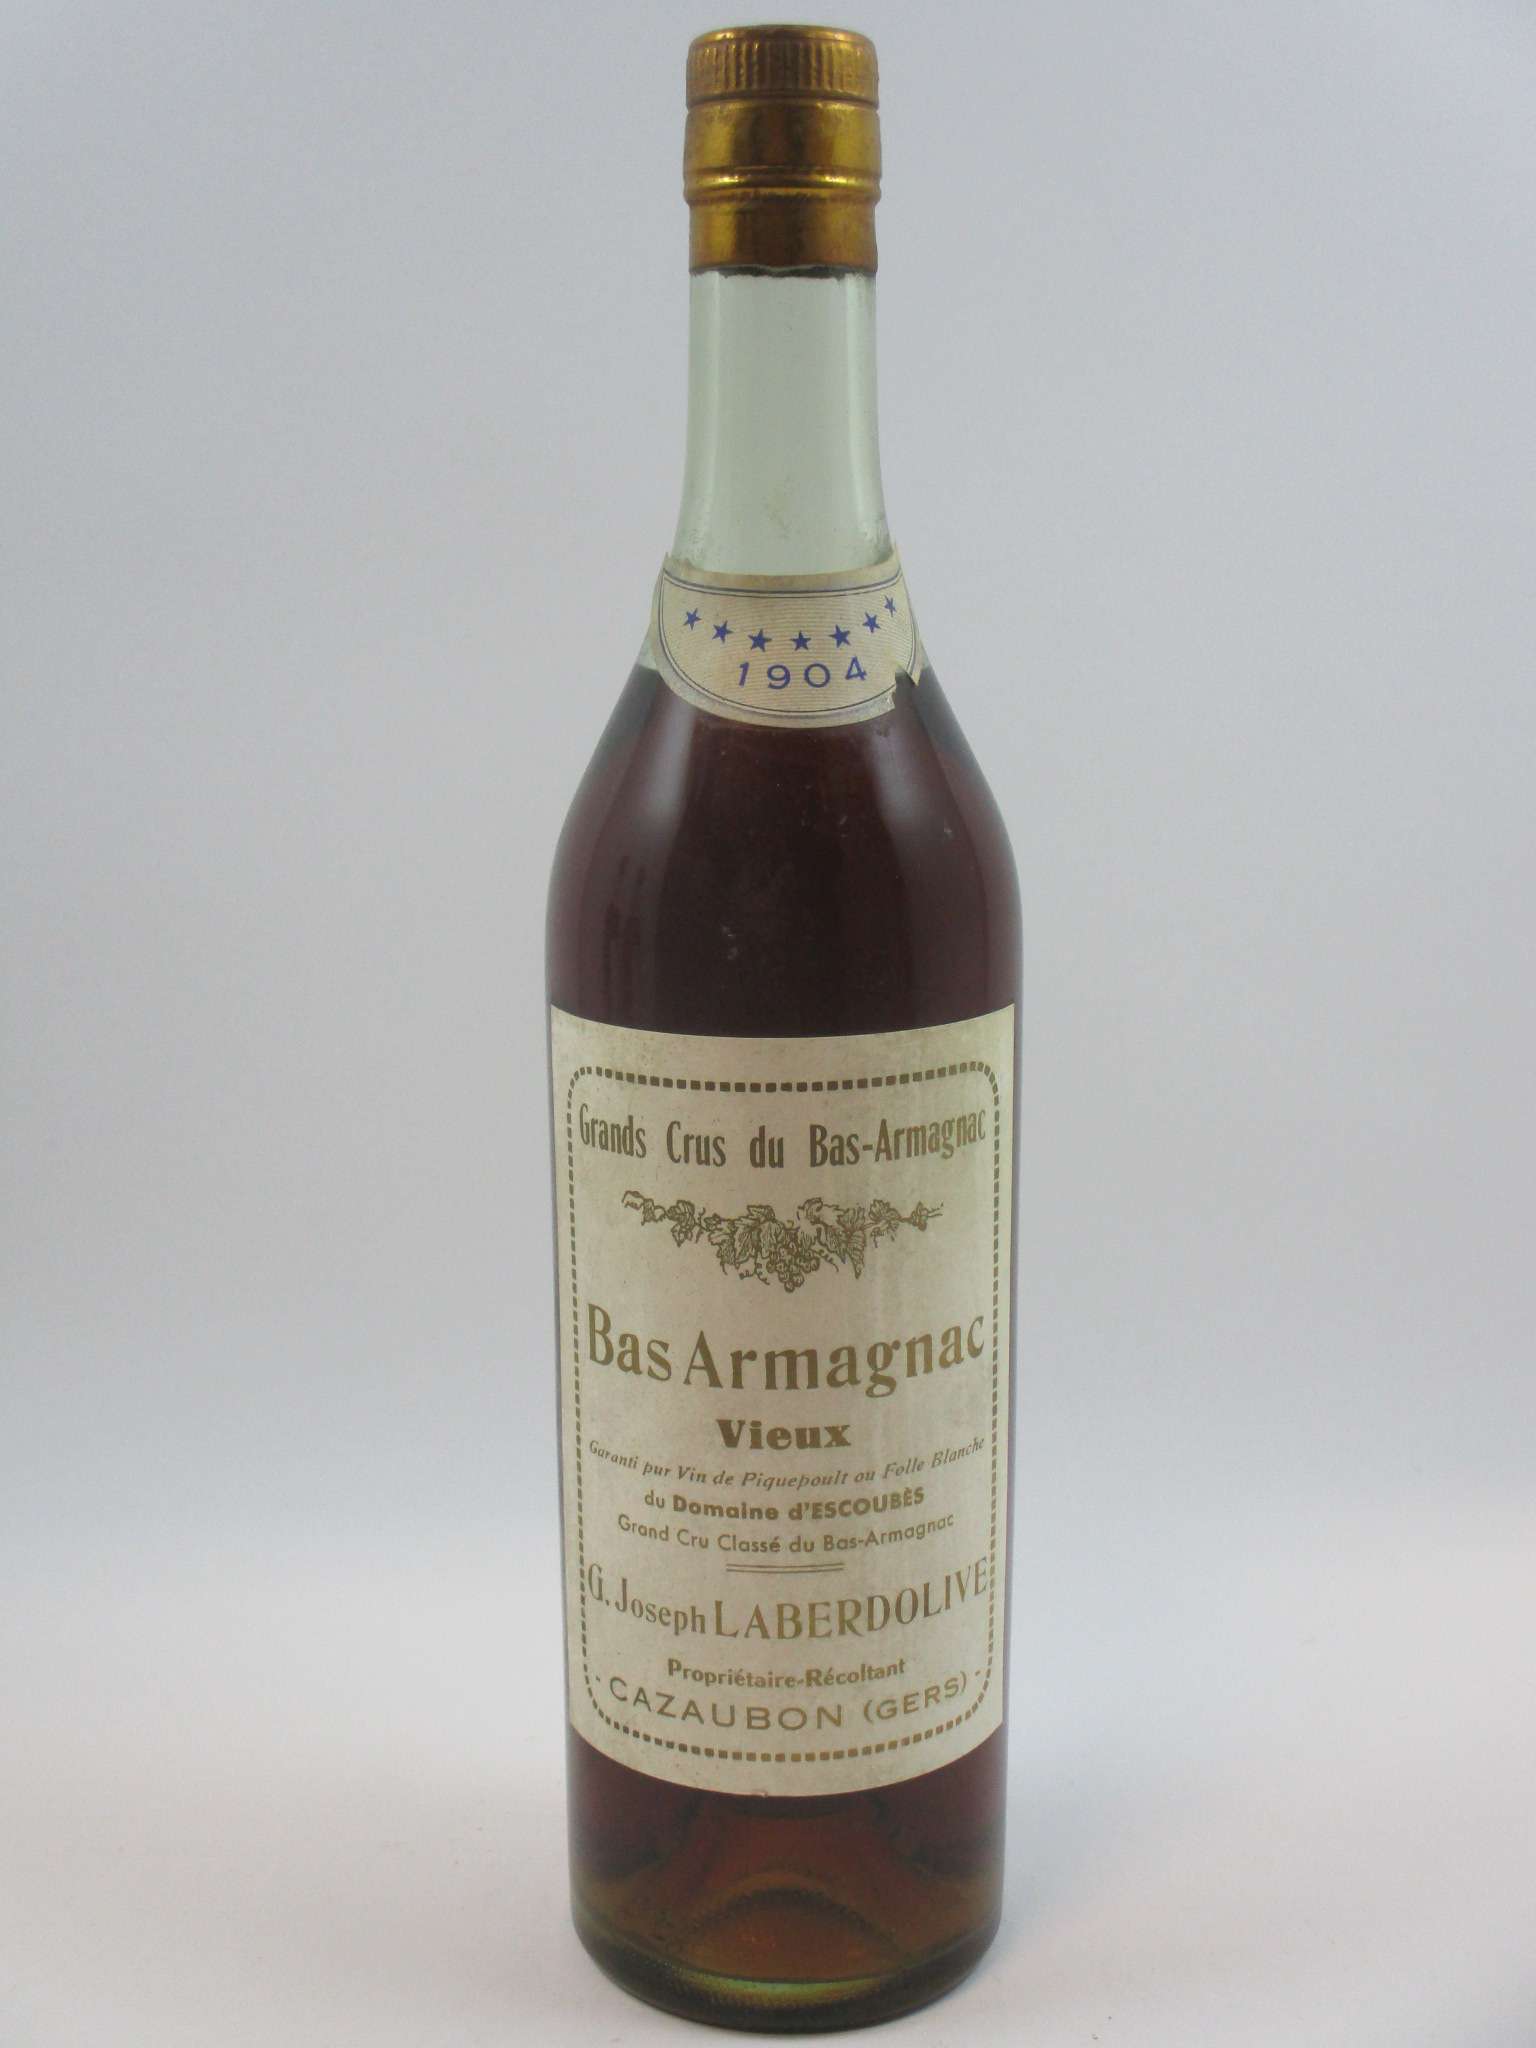 1904
Grands Crus du Bas-Armagnac
Bas Armagnac
Vieux
Garanti pur Vin de Piquepoult ou Folle Blanche
du Domaine d'ESCOUBÈS
Grand Cru Classé du Bas-Armagnac
G. Joseph LABERDOLIVE
Propriétaire-Récoltant
- CAZAUBON (GERS) -